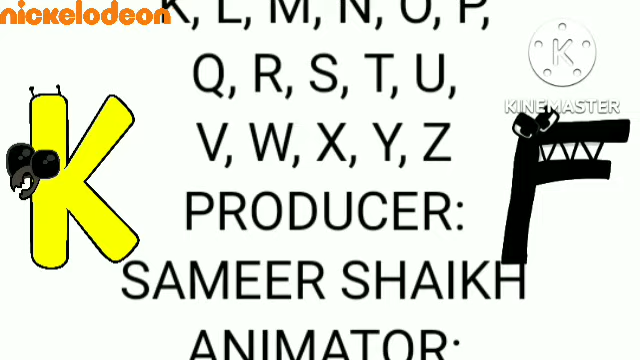 nickelodeon
K, L, M, N, O, P,
Q, R, S, T, U,
V, W, X, Y, Z
PRODUCER:
SAMEER SHAIKH
ANIMATOR:
K
KINEMASTER
K
F